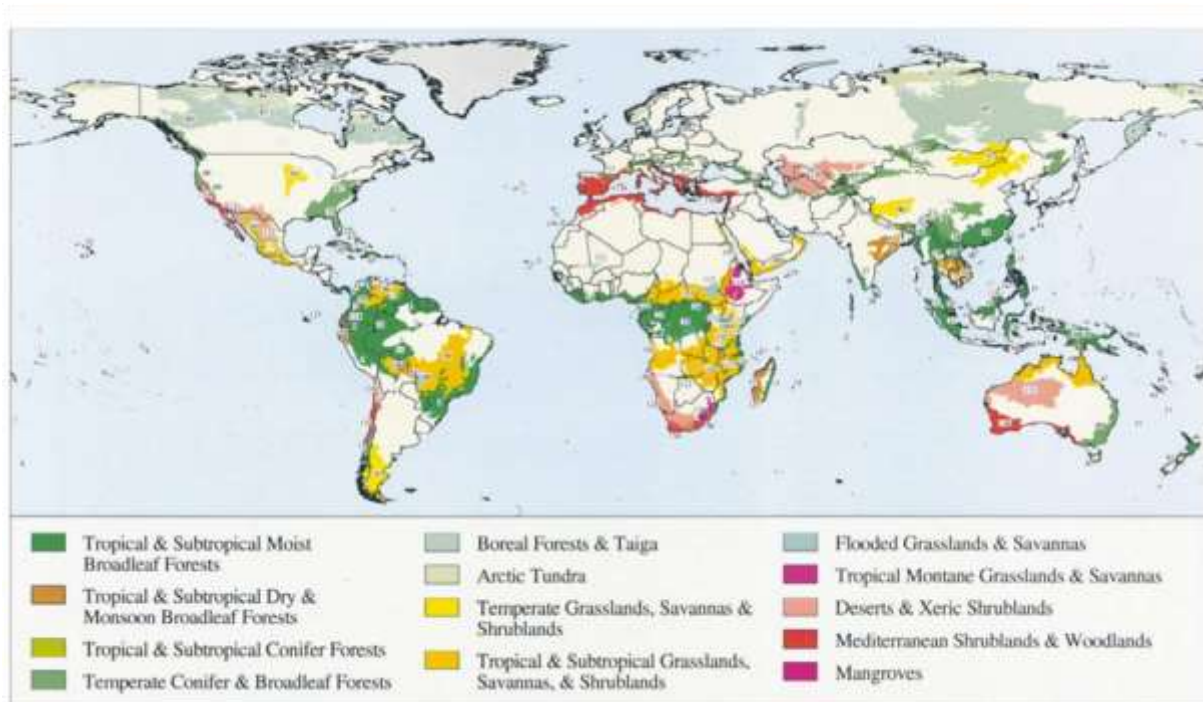 Tropical & Subtropical Moist
Broadleaf Forests
Tropical & Subtropical Dry &
Monsoon Broadleaf Forests
Tropical & Subtropical Conifer Forests
Temperate Conifer & Broadleaf Forests
Boreal Forests & Taiga
Arctic Tundra
Temperate Grasslands, Savannas &
Shrublands
Tropical & Subtropical Grasslands,
Savannas, & Shrublands
Flooded Grasslands & Savannas
Tropical Montane Grasslands & Savannas
Deserts & Xeric Shrublands
Mediterranean Shrublands & Woodlands
Mangroves